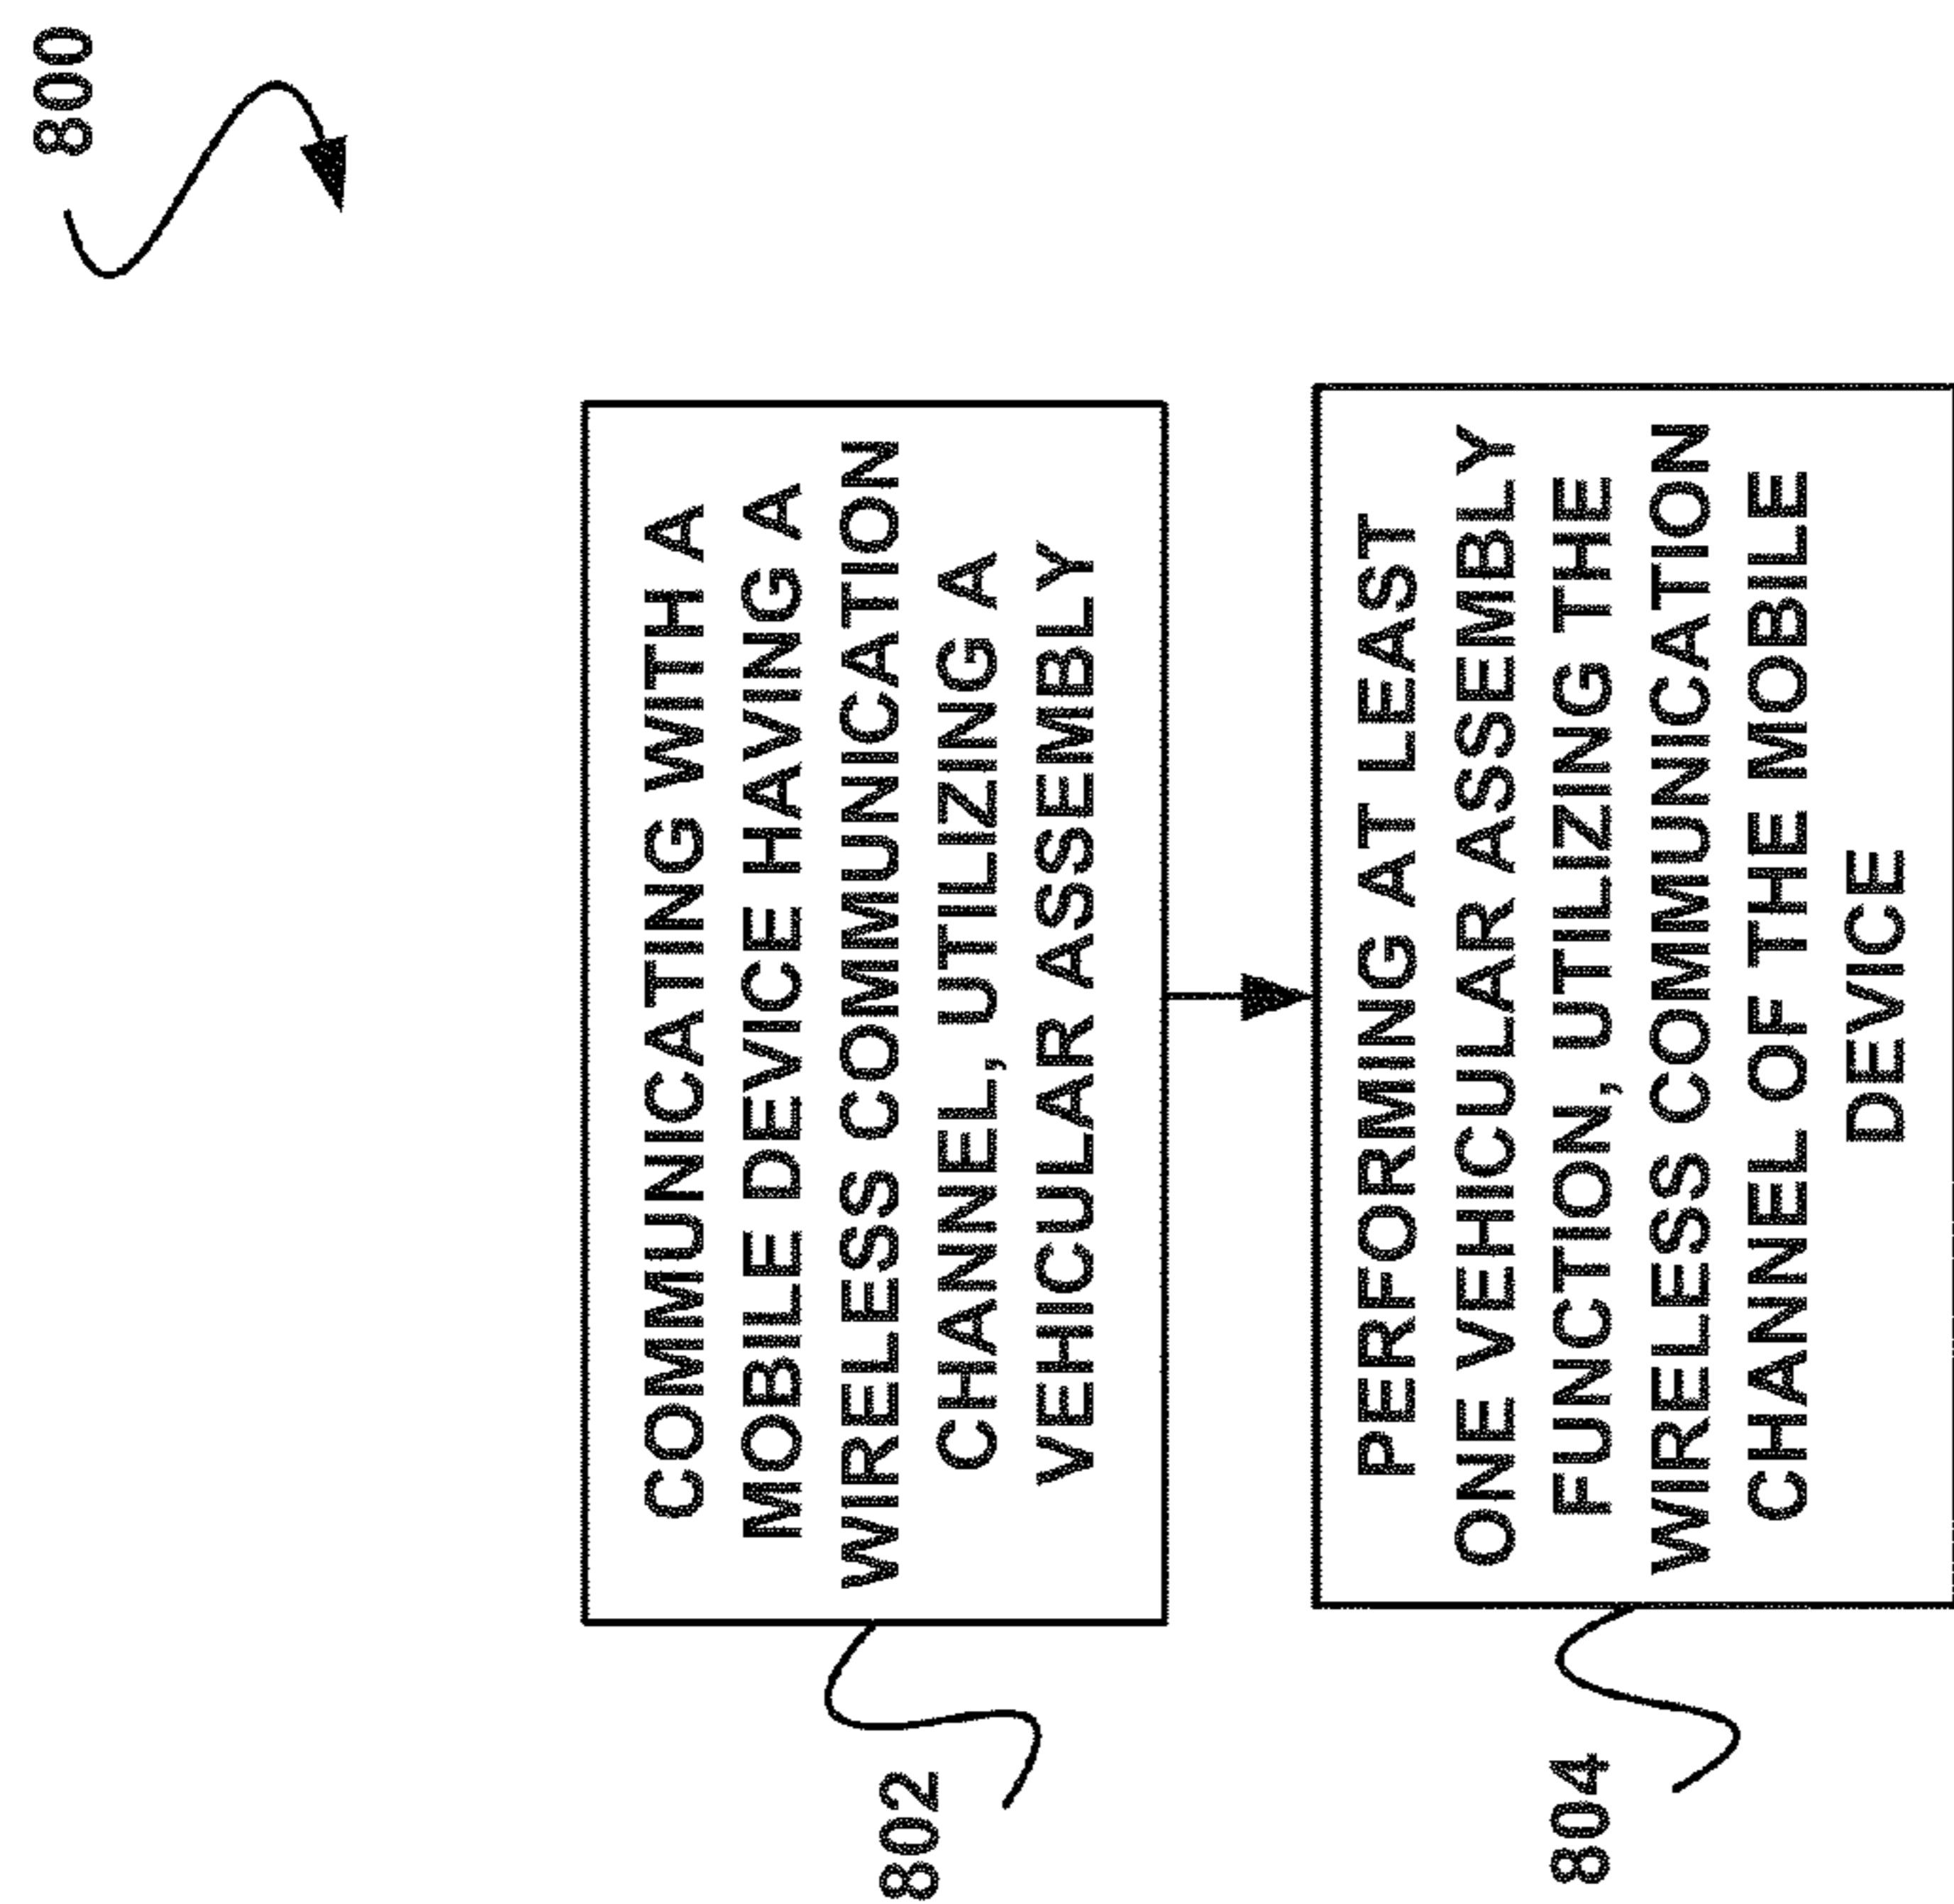 800
802
COMMUNICATING WITH A
MOBILE DEVICE HAVING A
WIRELESS COMMUNICATION
CHANNEL, UTILIZING A
VEHICULAR ASSEMBLY
804
PERFORMING AT LEAST
ONE VEHICULAR ASSEMBLY
FUNCTION, UTILIZING THE
WIRELESS COMMUNICATION
CHANNEL OF THE MOBILE
DEVICE